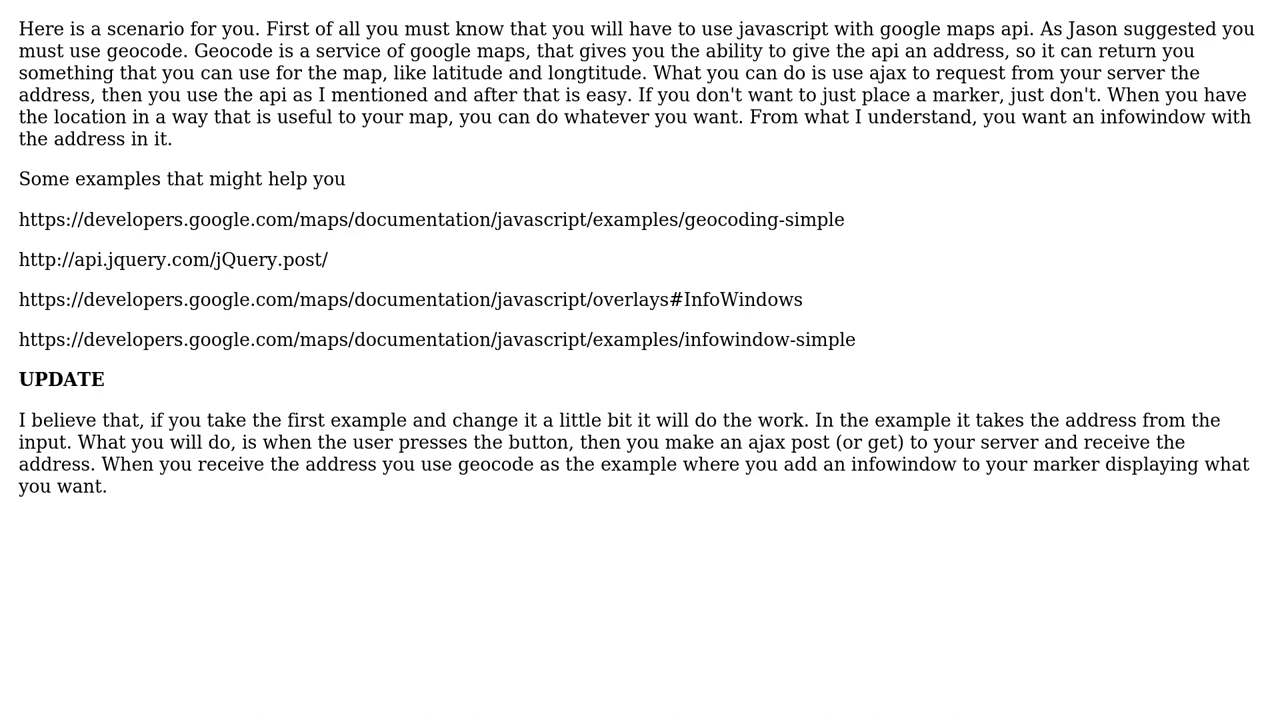 Here is a scenario for you. First of all you must know that you will have to use javascript with google maps api. As Jason suggested you
must use geocode. Geocode is a service of google maps, that gives you the ability to give the api an address, so it can return you
something that you can use for the map, like latitude and longtitude. What you can do is use ajax to request from your server the
address, then you use the api as I mentioned and after that is easy. If you don't want to just place a marker, just don't. When you have
the location in a way that is useful to your map, you can do whatever you want. From what I understand, you want an infowindow with
the address in it.
Some examples that might help you
https://developers.google.com/maps/documentation/javascript/examples/geocoding-simple
http://api.jquery.com/jQuery.post/
https://developers.google.com/maps/documentation/javascript/overlays#InfoWindows
https://developers.google.com/maps/documentation/javascript/examples/infowindow-simple
UPDATE
I believe that, if you take the first example and change it a little bit it will do the work. In the example it takes the address from the
input. What you will do, is when the user presses the button, then you make an ajax post (or get) to your server and receive the
address. When you receive the address you use geocode as the example where you add an infowindow to your marker displaying what
you want.